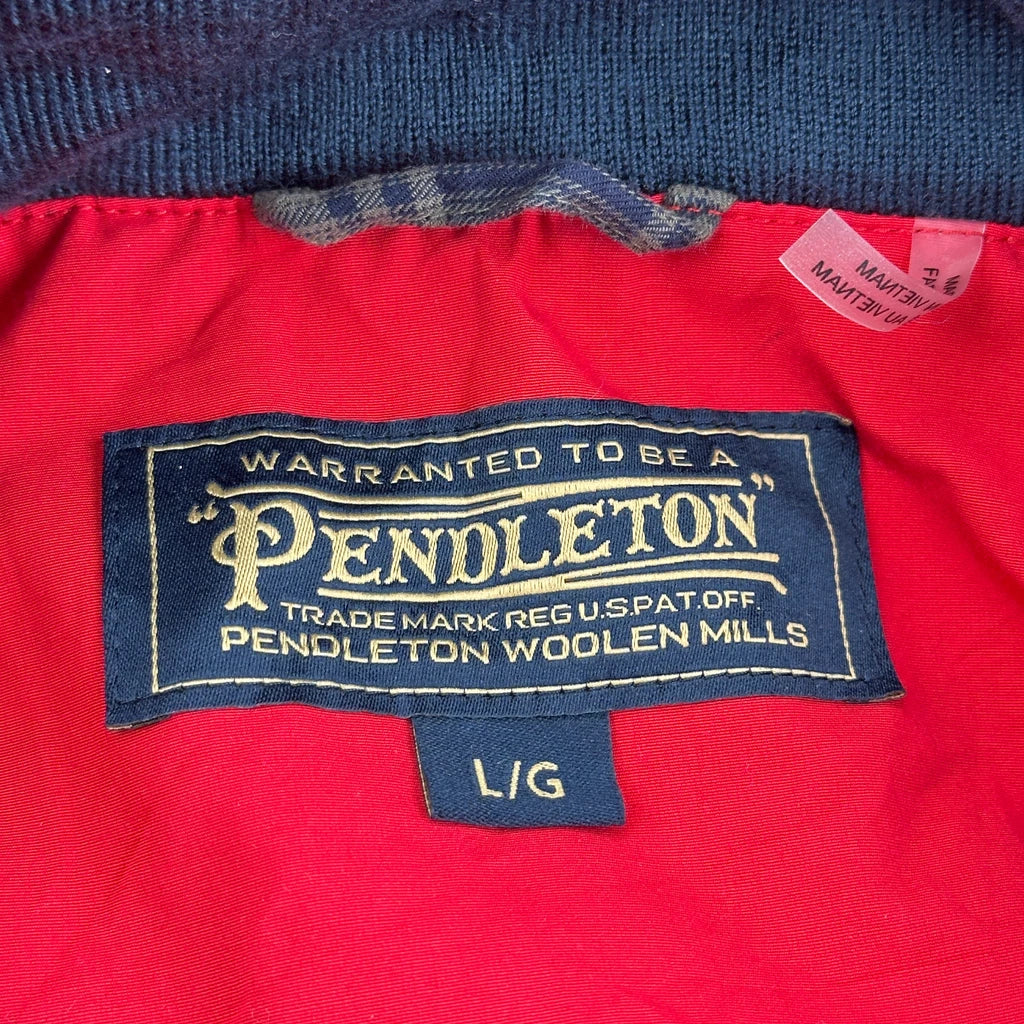 WARRANTED TO BE A
"PENDLETON"
TRADE MARK REG U.S. PAT. OFF.
PENDLETON WOOLEN MILLS
L/G